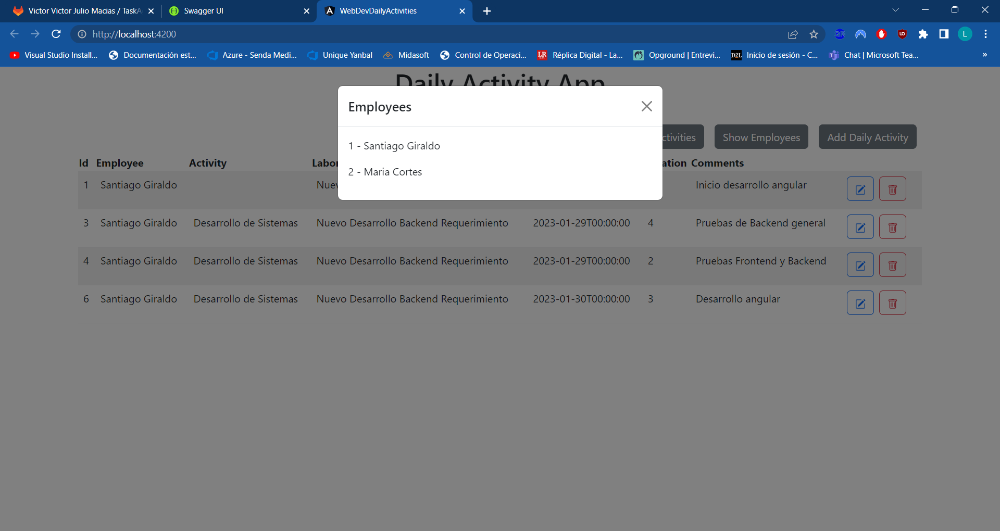 Victor Victor Julio Macias / TaskA
Swagger UI
WebDevDailyActivities
http://localhost:4200
L
Visual Studio Install...
Documentación est...
Azure - Senda Medi...
Unique Yanbal
Midasoft
Control de Operaci...
LR
Réplica Digital - La...
Opground | Entrevi...
D2L
Inicio de sesión - C...
Chat | Microsoft Tea...
»
Daily Activity App
Employees
1 - Santiago Giraldo
2 - Maria Cortes
ctivities
Show Employees
Add Daily Activity
Id Employee Activity Labor ation Comments
1 Santiago Giraldo Nuev Inicio desarrollo angular
3 Santiago Giraldo Desarrollo de Sistemas Nuevo Desarrollo Backend Requerimiento 2023-01-29T00:00:00 4 Pruebas de Backend general
4 Santiago Giraldo Desarrollo de Sistemas Nuevo Desarrollo Backend Requerimiento 2023-01-29T00:00:00 2 Pruebas Frontend y Backend
6 Santiago Giraldo Desarrollo de Sistemas Nuevo Desarrollo Backend Requerimiento 2023-01-30T00:00:00 3 Desarrollo angular